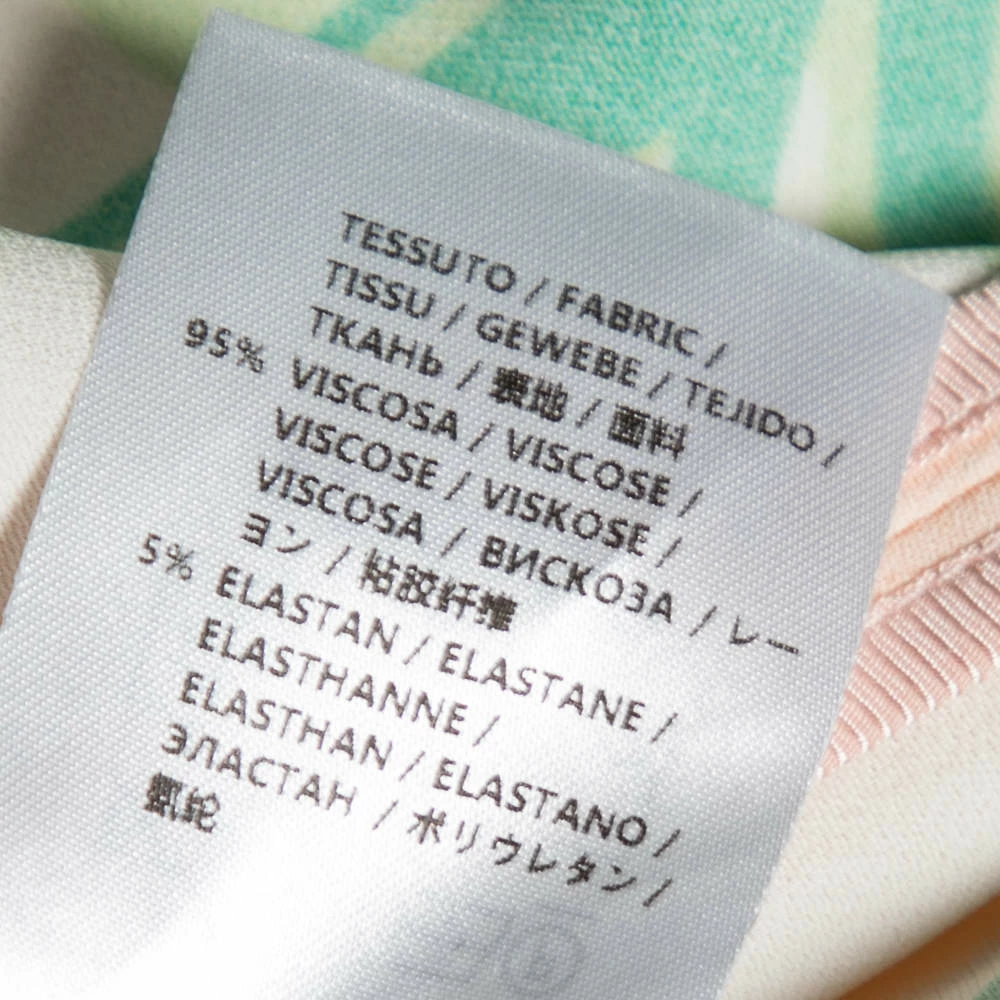 TESSUTO / FABRIC /
TISSU / GEWEBE / TEJIDO /
ТКАНЬ / 裏地 / 面料
95% VISCOSA / VISCOSE /
VISCOSE / VISKOSE /
VISCOSA / ВИСКОЗА / レー
ヨン / 粘胶纤维
5% ELASTAN / ELASTANE /
ELASTHANNE /
ELASTHAN / ELASTANO /
ЭЛАСТАН / ポリウレタン /
氨纶